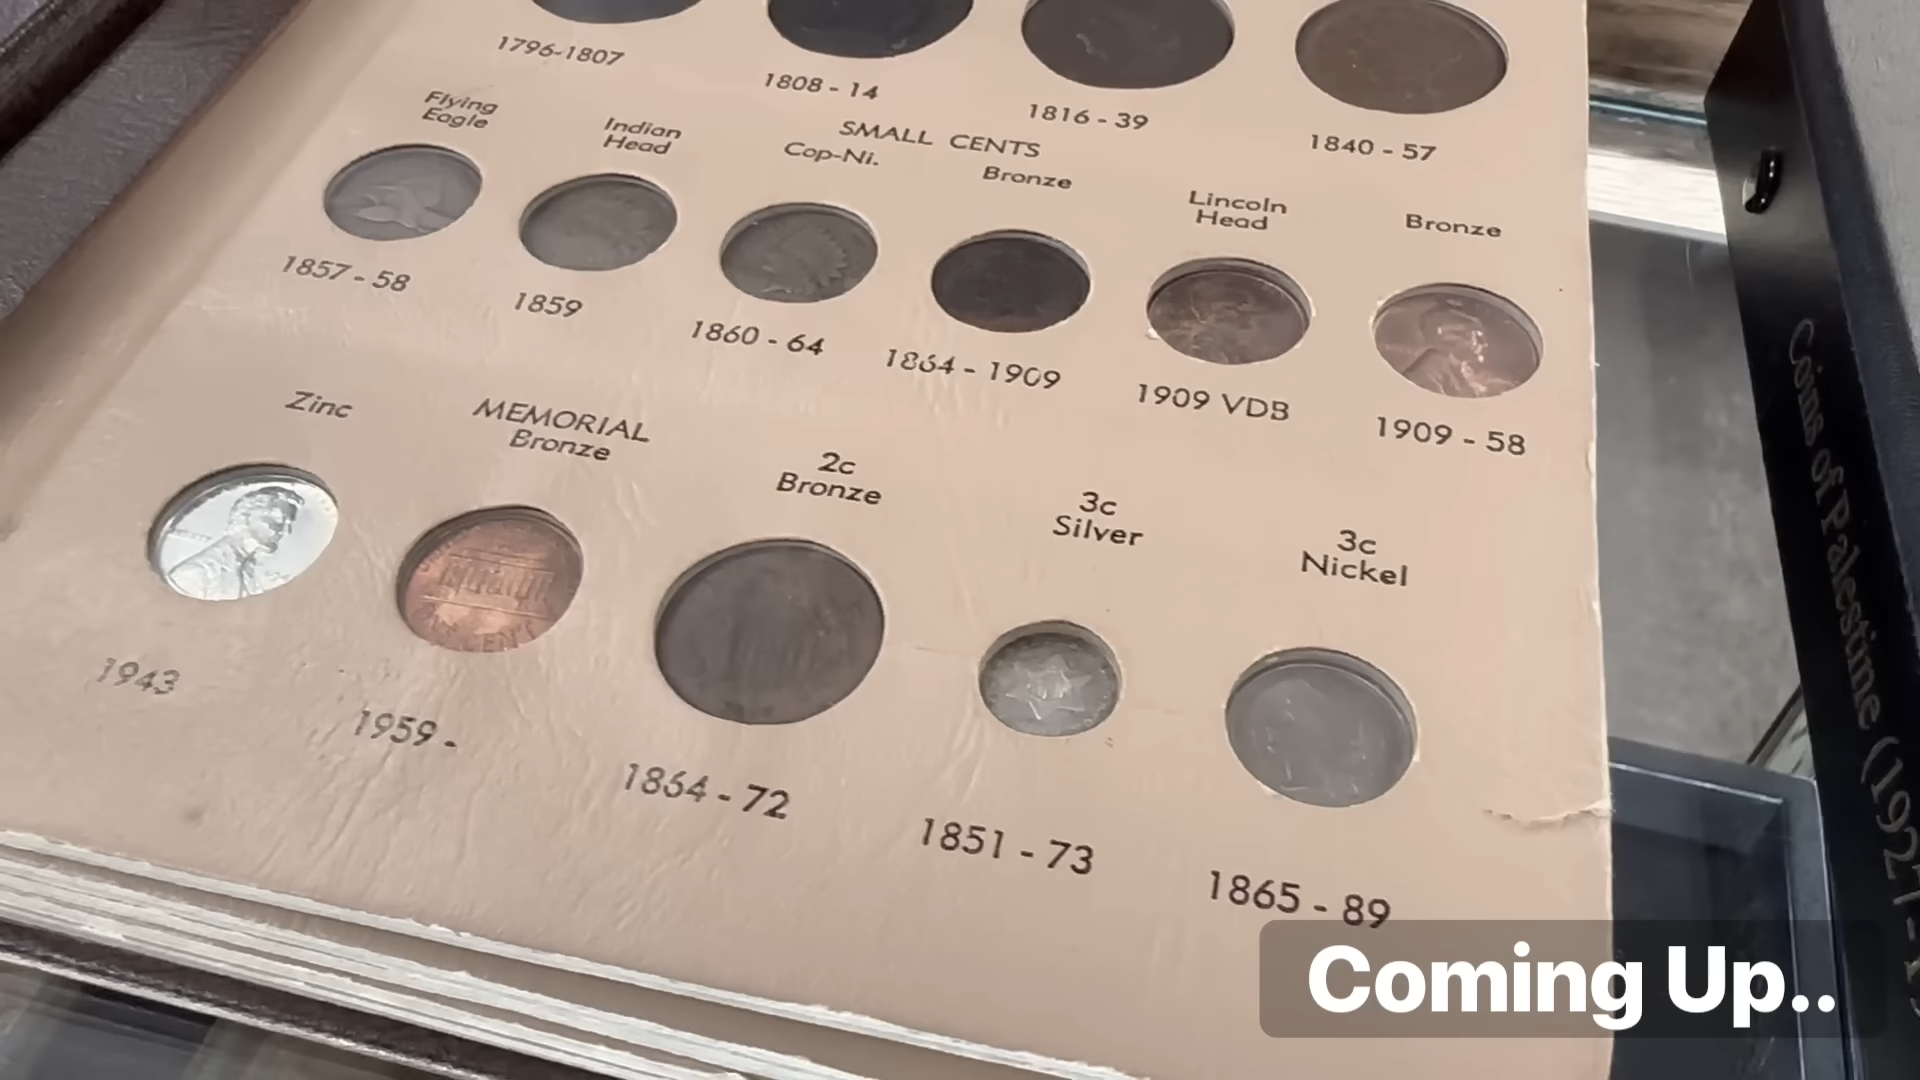 1796-1807
1808 - 14
1816 - 39
1840 - 57
SMALL CENTS
Flying
Eagle
Indian
Head
Cop-Ni.
Bronze
Lincoln
Head
Bronze
1857 - 58
1859
1860 - 64
1864 - 1909
1909 VDB
1909 - 58
Zinc
MEMORIAL
Bronze
2c
Bronze
3c
Silver
3c
Nickel
1943
1959 -
1864 - 72
1851 - 73
1865 - 89
Coins of Palestine (1927-
Coming Up..